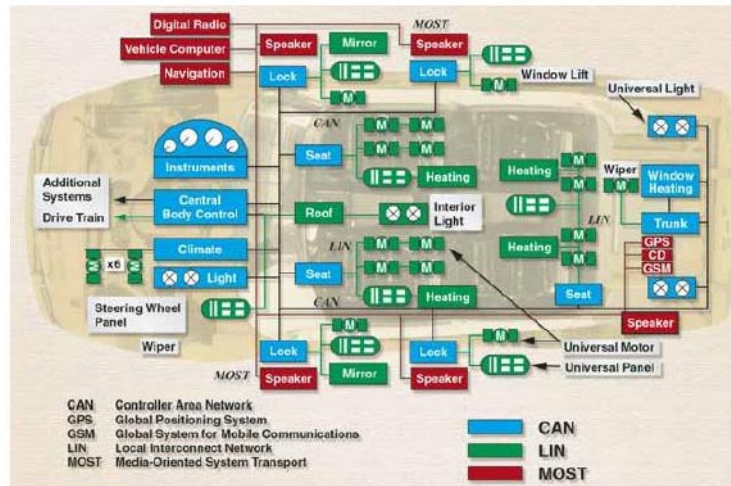 Digital Radio
MOST
Vehicle Computer
Speaker
Mirror
Speaker
Navigation
Lock
Lock
M
M
Window Lift
Universal Light
CAN
M
M
Instruments
Seat
M
M
Heating
Heating
M
Wiper
M
Window
Heating
Additional
Systems
Central
Body Control
M
Drive Train
Roof
Interior
Light
LIN
Trunk
Climate
LIN
M
M
M
GPS
M
x6
M
Light
Seat
M
M
Heating
M
CD
GSM
CAN
Heating
Seat
Steering Wheel
Panel
Speaker
M
M
Wiper
Lock
Lock
Universal Motor
MOST
Speaker
Mirror
Speaker
Universal Panel
CAN Controller Area Network
GPS Global Positioning System
GSM Global System for Mobile Communications
LIN Local Interconnect Network
MOST Media-Oriented System Transport
CAN
LIN
MOST